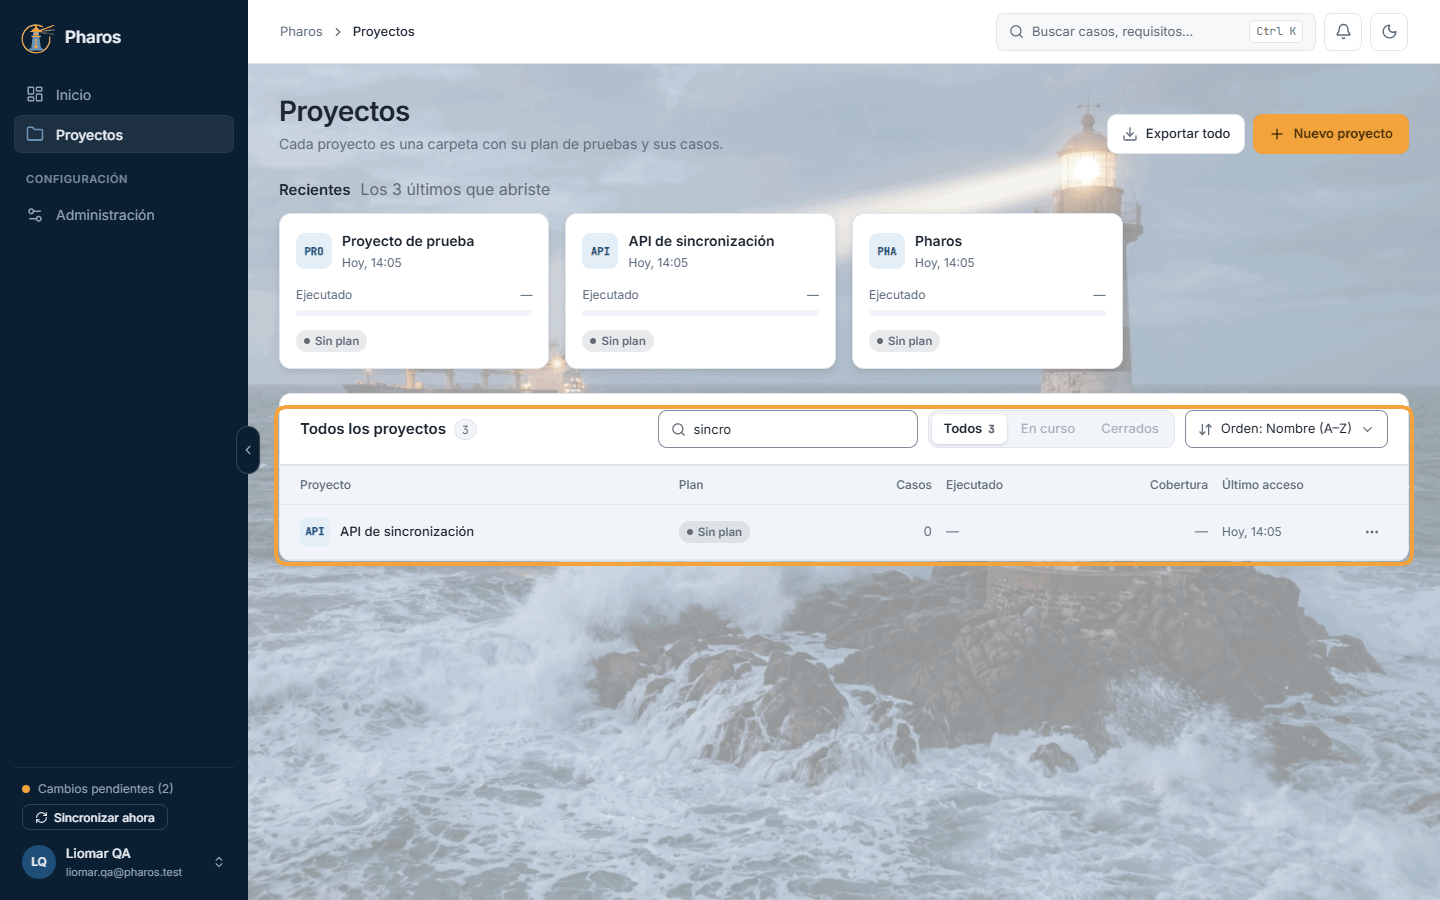 Pharos
Inicio
Proyectos
CONFIGURACIÓN
Administración
Cambios pendientes (2)
Sincronizar ahora
LQ
Liomar QA
liomar.qa@pharos.test
Pharos > Proyectos
Buscar casos, requisitos...
Ctrl K
Proyectos
Cada proyecto es una carpeta con su plan de pruebas y sus casos.
Exportar todo
Nuevo proyecto
Recientes Los 3 últimos que abriste
PRO
Proyecto de prueba
Hoy, 14:05
Ejecutado —
Sin plan
API
API de sincronización
Hoy, 14:05
Ejecutado —
Sin plan
PHA
Pharos
Hoy, 14:05
Ejecutado —
Sin plan
Todos los proyectos 3
sincro
Todos 3
En curso
Cerrados
Orden: Nombre (A–Z)
Proyecto Plan Casos Ejecutado Cobertura Último acceso
API API de sincronización Sin plan 0 — — Hoy, 14:05 ...